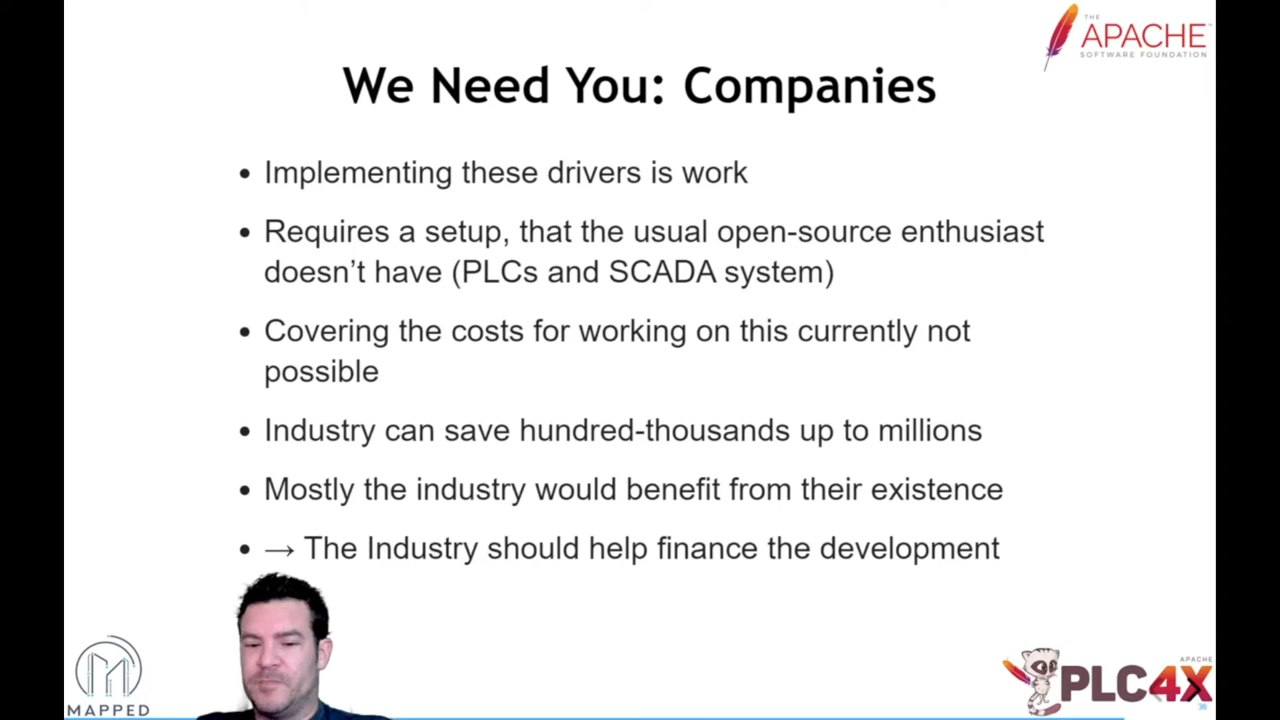 THE
APACHE
SOFTWARE FOUNDATION
We Need You: Companies
• Implementing these drivers is work
• Requires a setup, that the usual open-source enthusiast
doesn’t have (PLCs and SCADA system)
• Covering the costs for working on this currently not
possible
• Industry can save hundred-thousands up to millions
• Mostly the industry would benefit from their existence
• → The Industry should help finance the development
MAPPED
APACHE
PLC4X
36